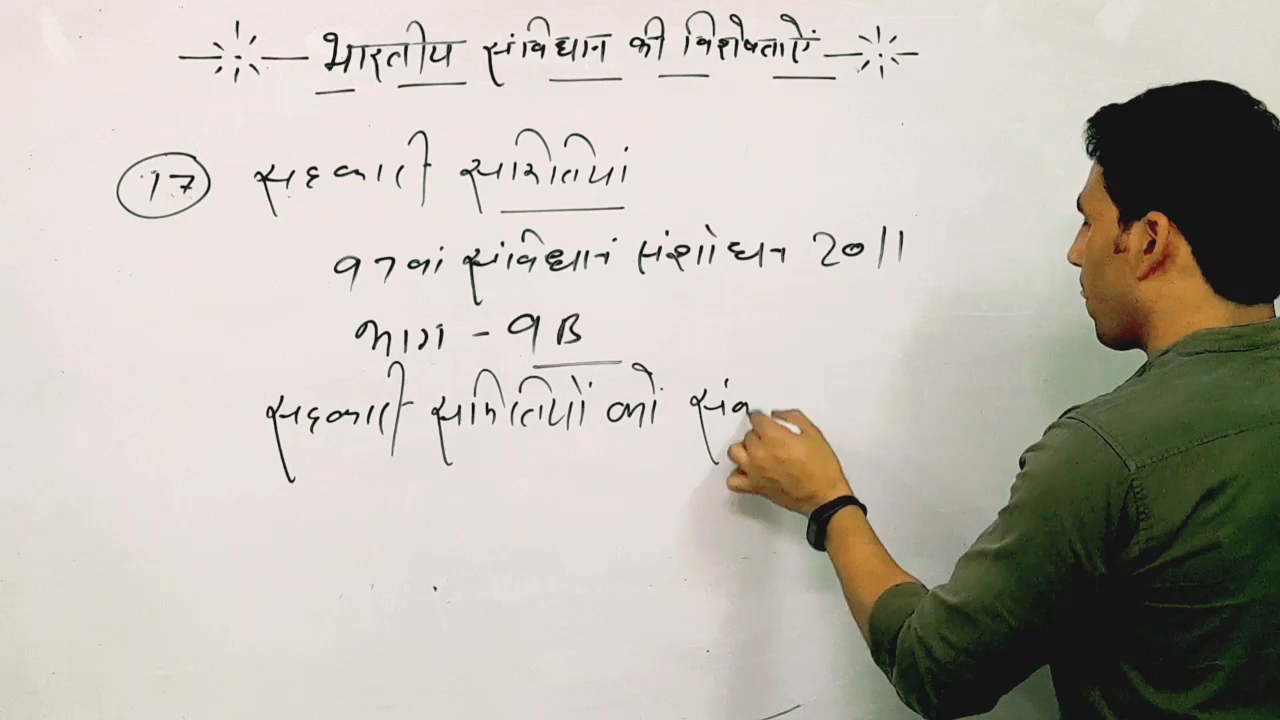 भारतीय संविधान की विशेषताएं
17 सहकारी समितियां
97वां संविधान संशोधन 2011
भाग - 9B
सहकारी समितियों को संव